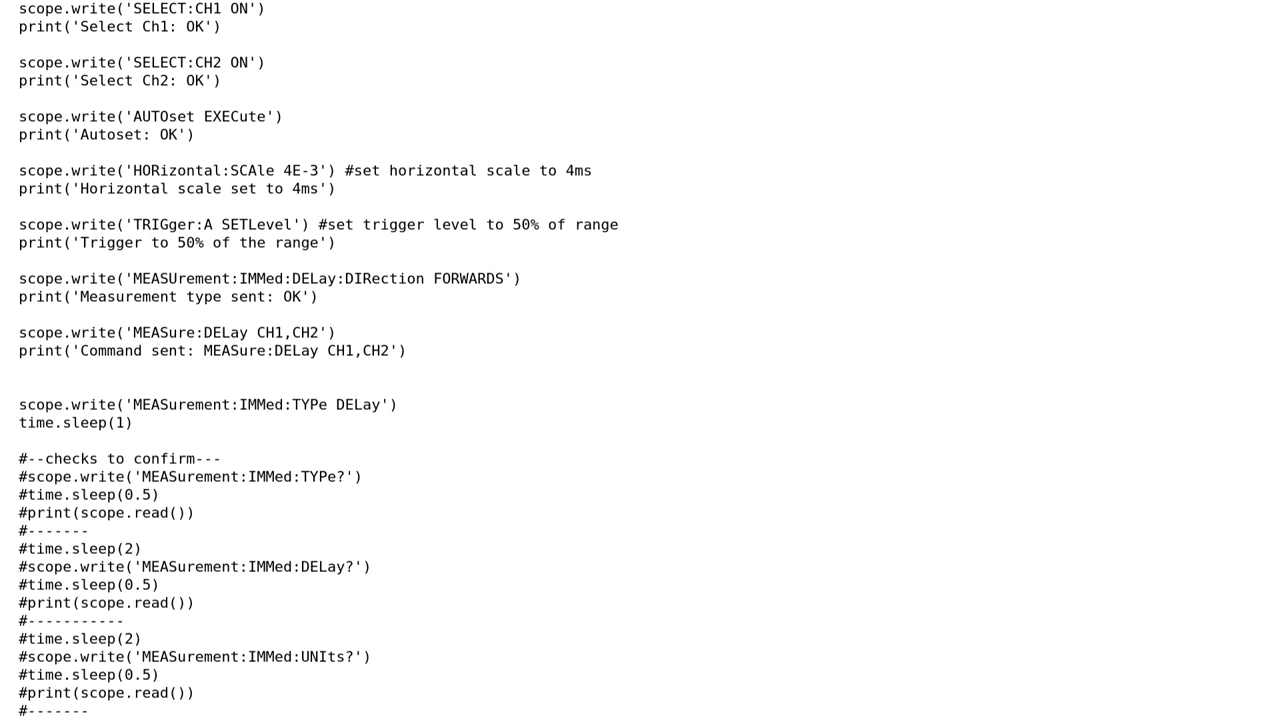 scope.write('SELECT:CH1 ON')
print('Select Ch1: OK')

scope.write('SELECT:CH2 ON')
print('Select Ch2: OK')

scope.write('AUTOset EXECute')
print('Autoset: OK')

scope.write('HORizontal:SCAle 4E-3') #set horizontal scale to 4ms
print('Horizontal scale set to 4ms')

scope.write('TRIGger:A SETLevel') #set trigger level to 50% of range
print('Trigger to 50% of the range')

scope.write('MEASUrement:IMMed:DELay:DIRection FORWARDS')
print('Measurement type sent: OK')

scope.write('MEASure:DELay CH1,CH2')
print('Command sent: MEASure:DELay CH1,CH2')


scope.write('MEASurement:IMMed:TYPe DELay')
time.sleep(1)

#--checks to confirm---
#scope.write('MEASurement:IMMed:TYPe?')
#time.sleep(0.5)
#print(scope.read())
#-------
#time.sleep(2)
#scope.write('MEASurement:IMMed:DELay?')
#time.sleep(0.5)
#print(scope.read())
#-----------
#time.sleep(2)
#scope.write('MEASurement:IMMed:UNIts?')
#time.sleep(0.5)
#print(scope.read())
#-------